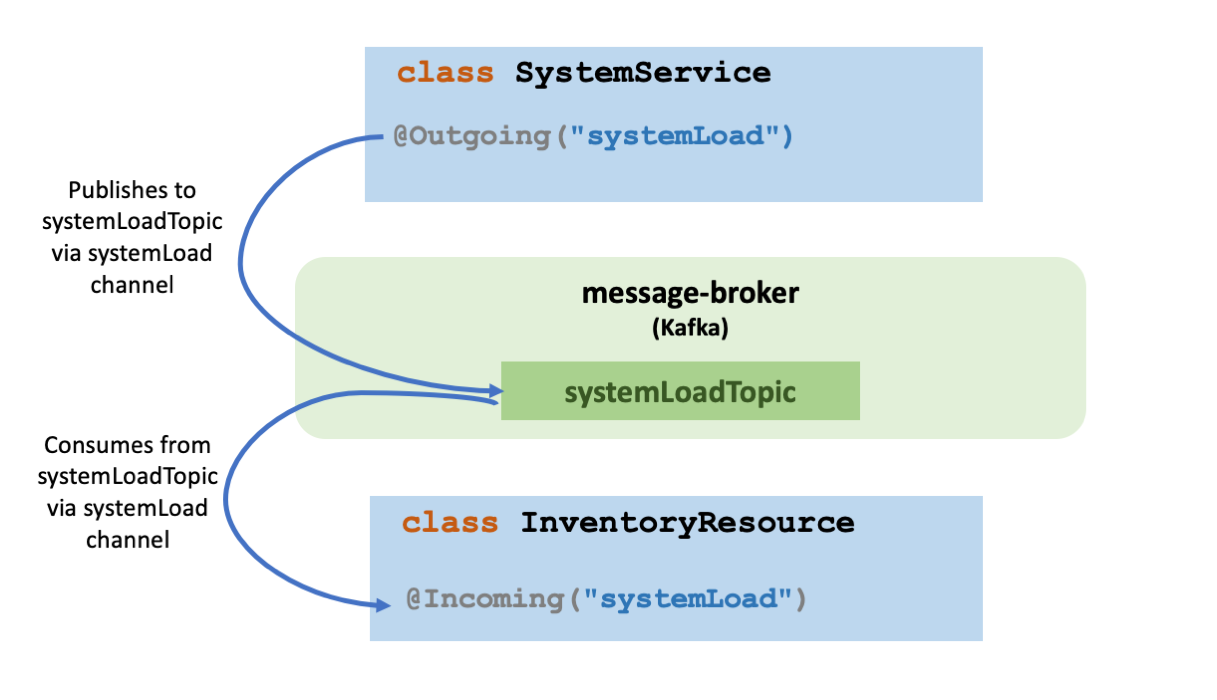 class SystemService
@Outgoing("systemLoad")
Publishes to
systemLoadTopic
via systemLoad
channel
message-broker
(Kafka)
systemLoadTopic
Consumes from
systemLoadTopic
via systemLoad
channel
class InventoryResource
@Incoming("systemLoad")